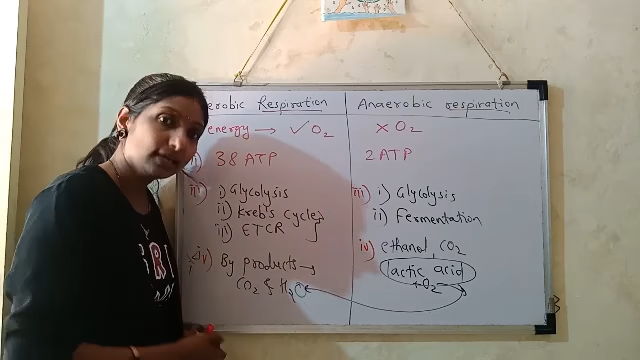 erobic Respiration
energy → ✓ O2
ii) 38 ATP
iii) i) Glycolysis
ii) Kreb's Cycle
iii) ETCR
iv) By products →
CO2 & H2O
Anaerobic respiration
× O2
2 ATP
iii) i) Glycolysis
ii) Fermentation
iv) ethanol, CO2
lactic acid
+O2 →